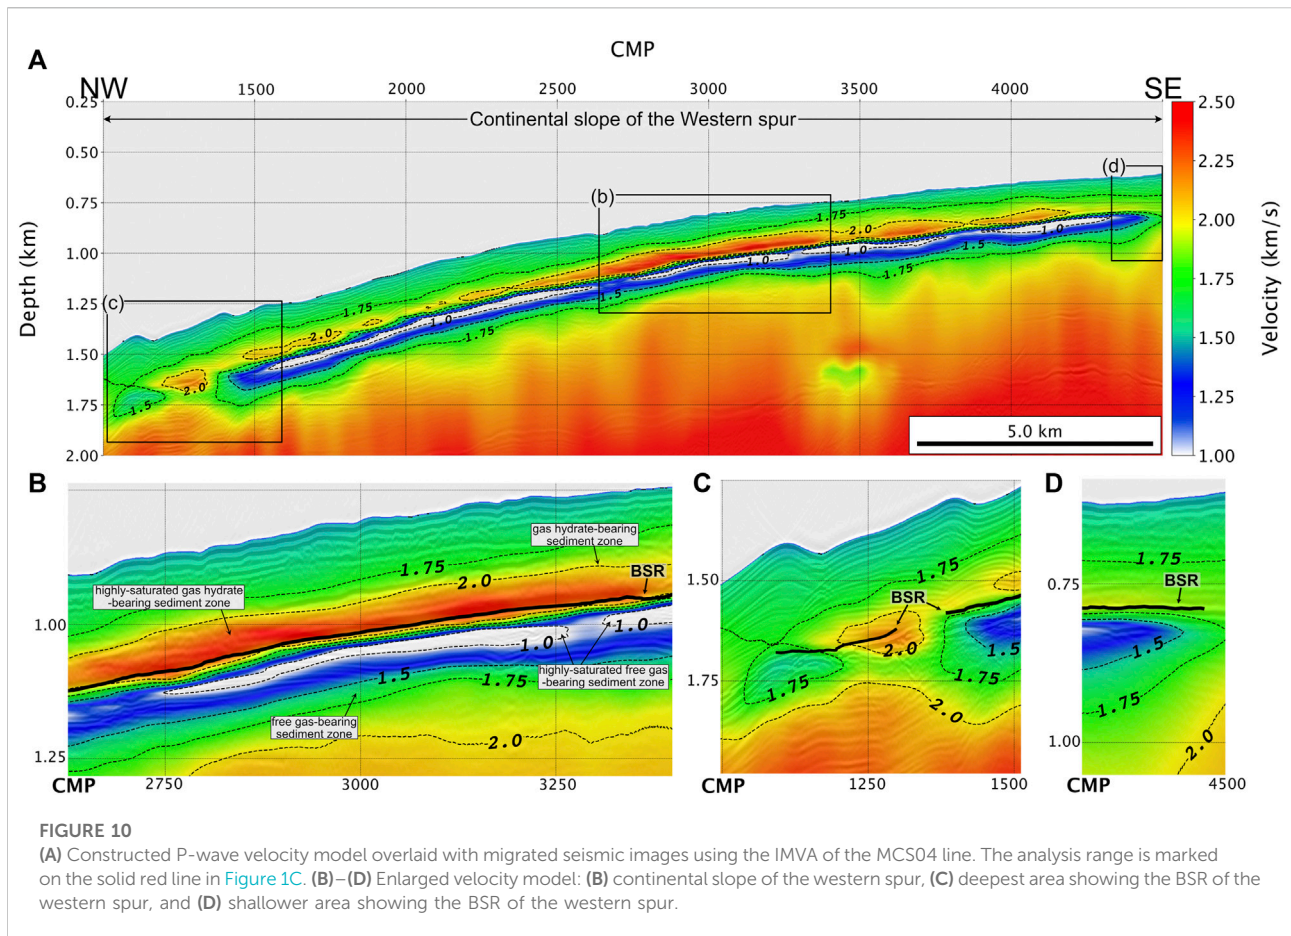 A
CMP
NW
1500
2000
2500
3000
3500
4000
SE
0.25
Continental slope of the Western spur
0.50
0.75
1.00
1.25
1.50
1.75
2.00
Depth (km)
(b)
(c)
(d)
1.75
2.0
1.0
1.0
1.0
1.5
1.75
1.5
1.75
2.0
1.0
1.75
2.0
1.5
5.0 km
2.50
2.25
2.00
1.75
1.50
1.25
1.00
Velocity (km/s)
B
gas hydrate-bearing
sediment zone
1.75
2.0
BSR
highly-saturated gas hydrate
-bearing sediment zone
1.00
1.0
1.0
highly-saturated free gas
-bearing sediment zone
1.5
1.75
free gas-bearing
sediment zone
2.0
1.25
CMP
2750
3000
3250
C
1.50
1.75
BSR
2.0
1.5
1.75
1.75
1.75
2.0
CMP
1250
1500
D
0.75
1.75
BSR
1.5
1.75
1.00
2.0
CMP
4500
FIGURE 10
(A) Constructed P-wave velocity model overlaid with migrated seismic images using the IMVA of the MCS04 line. The analysis range is marked
on the solid red line in Figure 1C. (B)–(D) Enlarged velocity model: (B) continental slope of the western spur, (C) deepest area showing the BSR of the
western spur, and (D) shallower area showing the BSR of the western spur.